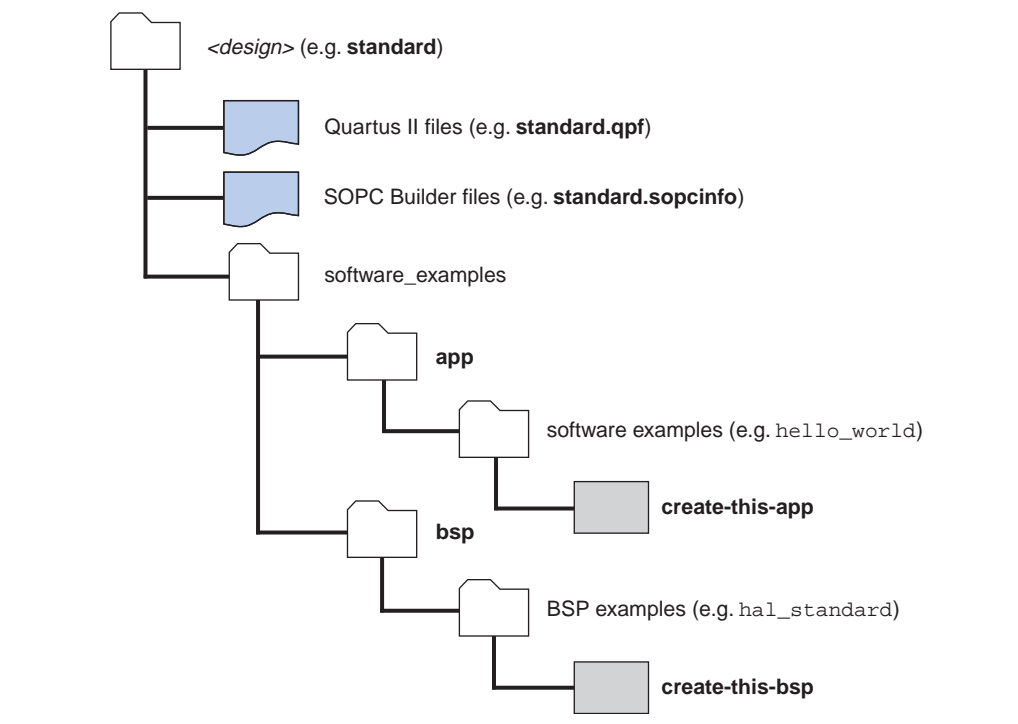 <design> (e.g. standard)
Quartus II files (e.g. standard.qpf)
SOPC Builder files (e.g. standard.sopcinfo)
software_examples
app
software examples (e.g. hello_world)
create-this-app
bsp
BSP examples (e.g. hal_standard)
create-this-bsp